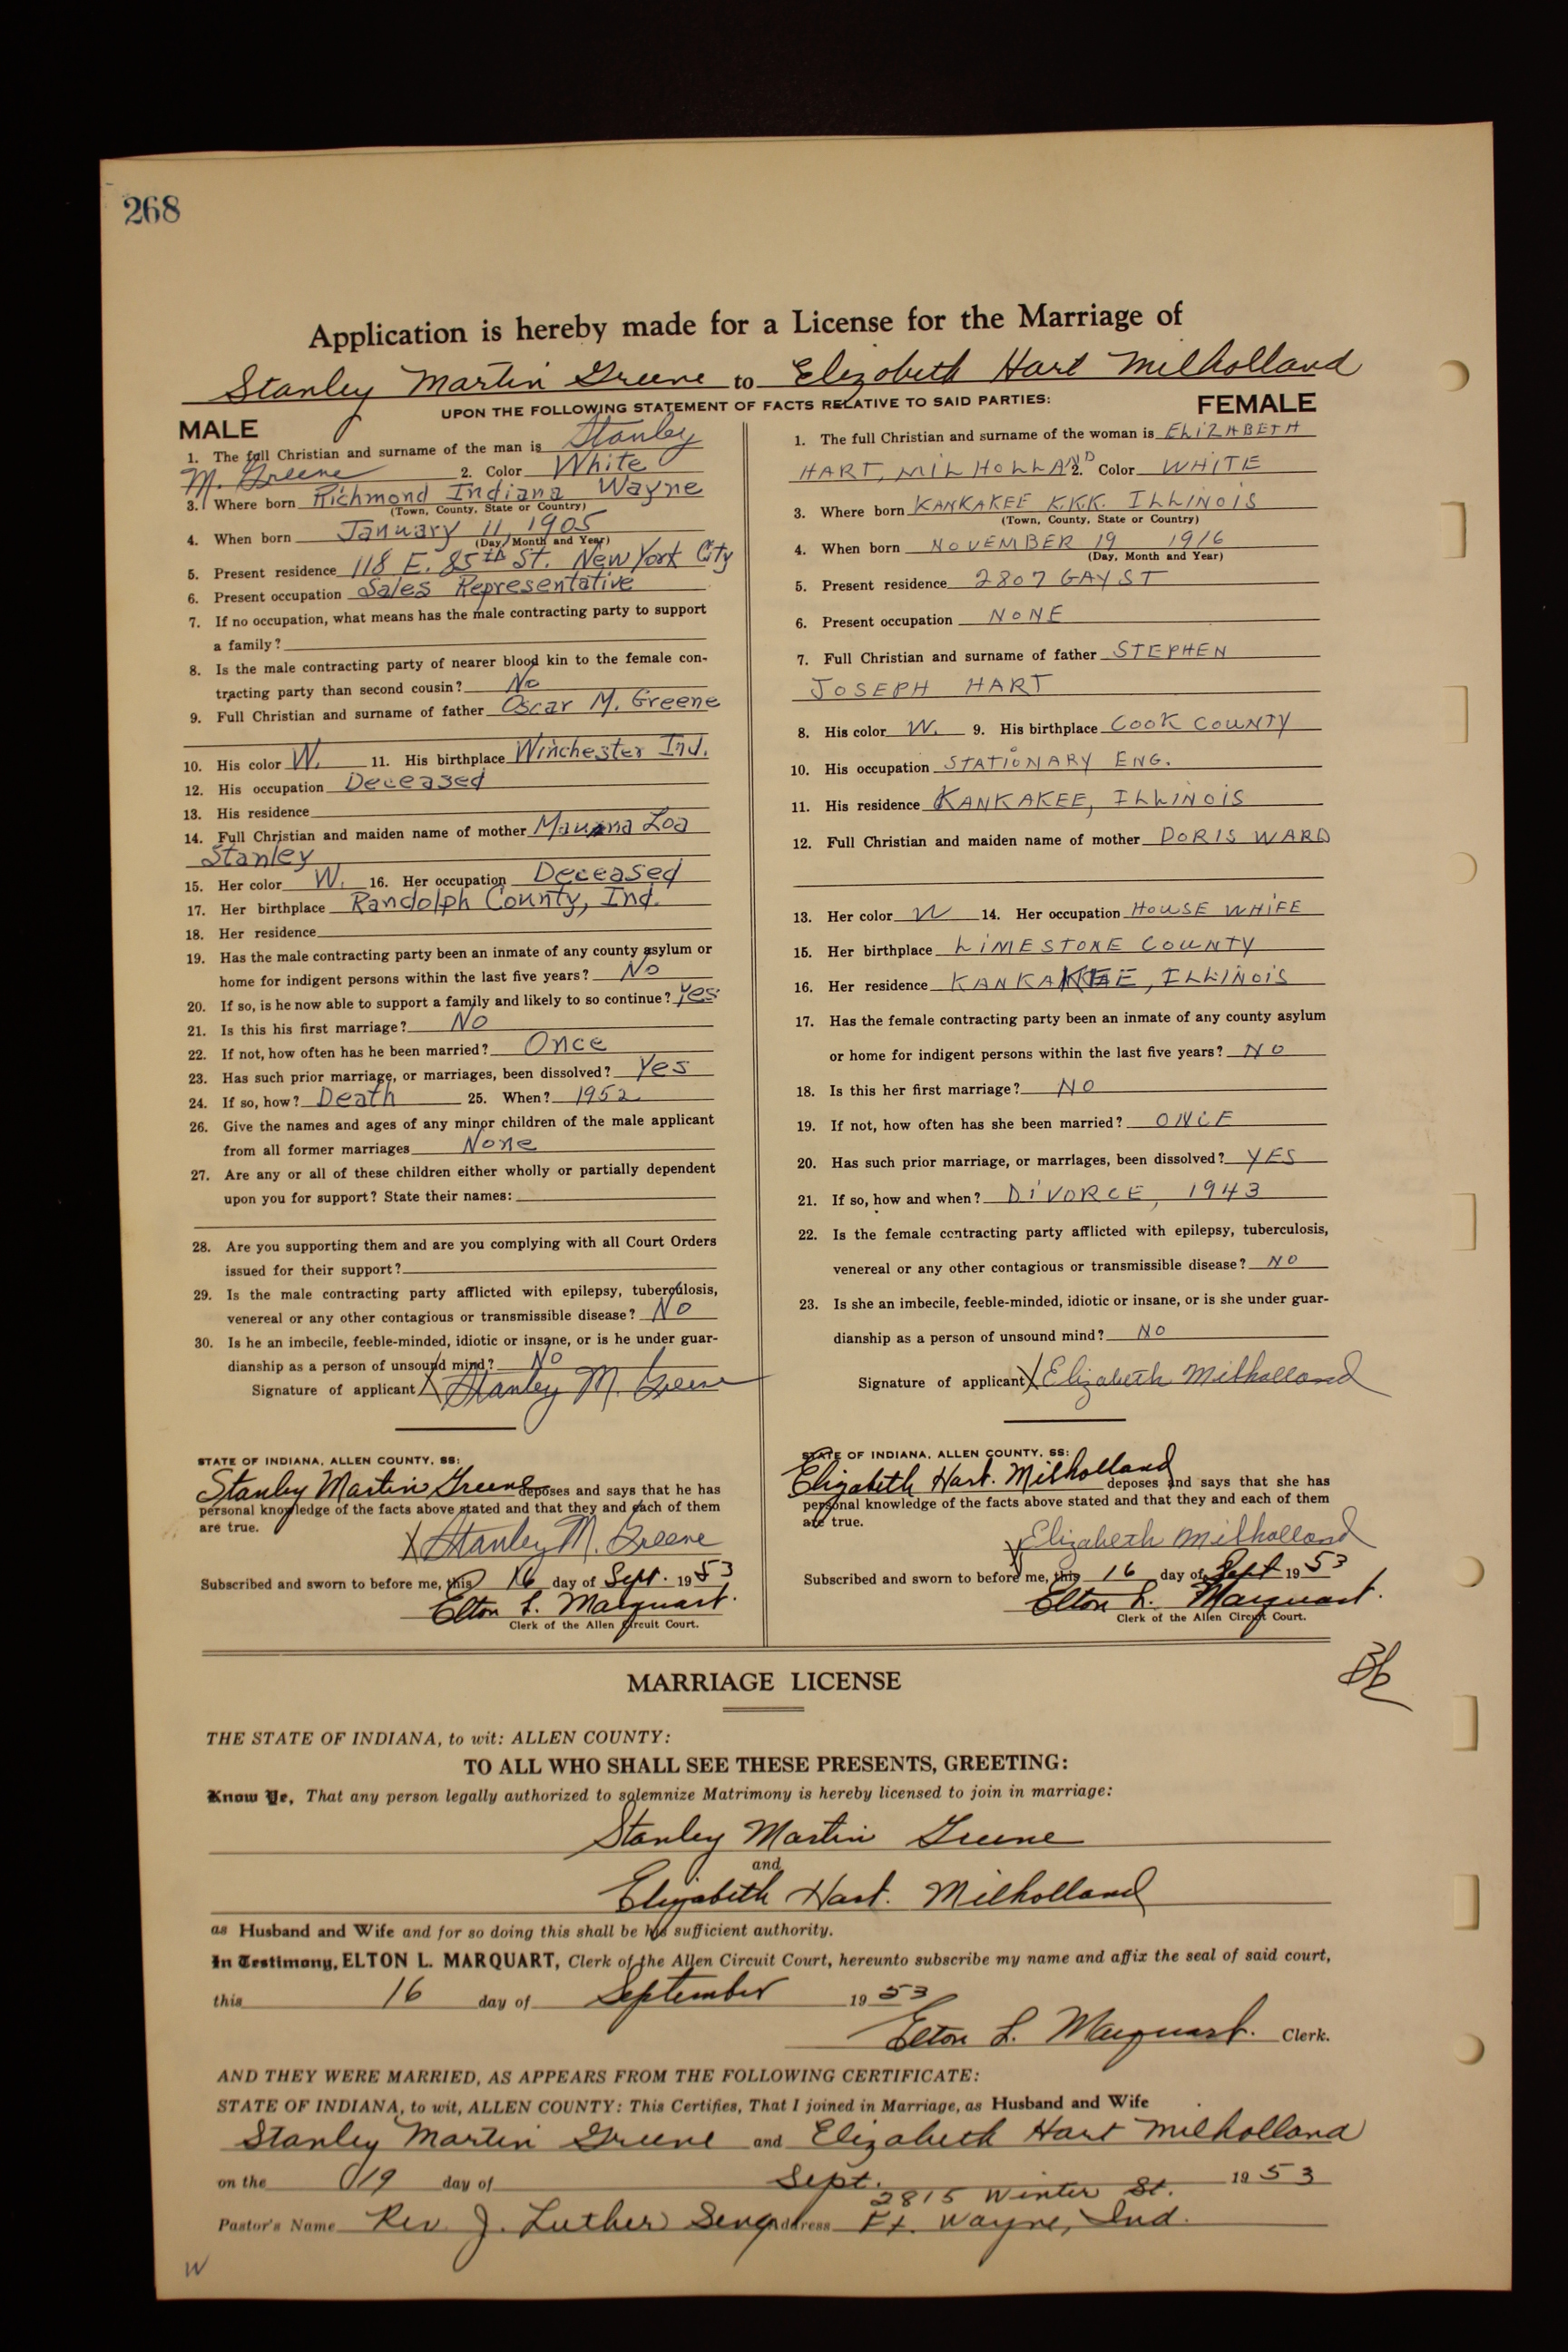 268
Application is hereby made for a License for the Marriage of
Stanley Martin Greene to Elizabeth Hart Milholland
UPON THE FOLLOWING STATEMENT OF FACTS RELATIVE TO SAID PARTIES:
MALE
1. The full Christian and surname of the man is Stanley
M. Greene 2. Color White
3. Where born Richmond Indiana Wayne
(Town, County, State or Country)
4. When born January 11, 1905
(Day, Month and Year)
5. Present residence 118 E. 85th St. New York City
6. Present occupation Sales Representative
7. If no occupation, what means has the male contracting party to support
a family?
8. Is the male contracting party of nearer blood kin to the female con-
tracting party than second cousin? No
9. Full Christian and surname of father Oscar M. Greene
10. His color W. 11. His birthplace Winchester Ind.
12. His occupation Deceased
13. His residence
14. Full Christian and maiden name of mother Loa
Stanley
15. Her color W. 16. Her occupation Deceased
17. Her birthplace Randolph County, Ind.
18. Her residence
19. Has the male contracting party been an inmate of any county asylum or
home for indigent persons within the last five years? No
20. If so, is he now able to support a family and likely to so continue? Yes
21. Is this his first marriage? No
22. If not, how often has he been married? Once
23. Has such prior marriage, or marriages, been dissolved? Yes
24. If so, how? Death 25. When? 1952
26. Give the names and ages of any minor children of the male applicant
from all former marriages None
27. Are any or all of these children either wholly or partially dependent
upon you for support? State their names:
28. Are you supporting them and are you complying with all Court Orders
issued for their support?
29. Is the male contracting party afflicted with epilepsy, tuberculosis,
venereal or any other contagious or transmissible disease? No
30. Is he an imbecile, feeble-minded, idiotic or insane, or is he under guar-
dianship as a person of unsound mind? No
Signature of applicant X Stanley M. Greene
STATE OF INDIANA, ALLEN COUNTY, SS:
Stanley Martin Greene deposes and says that he has
personal knowledge of the facts above stated and that they and each of them
are true.
X Stanley M. Greene
Subscribed and sworn to before me, this 16 day of Sept. 1953
Elton L. Marquart.
Clerk of the Allen Circuit Court.
FEMALE
1. The full Christian and surname of the woman is ELIZABETH
HART, MILHOLLAND 2. Color WHITE
3. Where born KANKAKEE K.K.K. ILLINOIS
(Town, County, State or Country)
4. When born NOVEMBER 19 1916
(Day, Month and Year)
5. Present residence 2807 GAY ST
6. Present occupation NONE
7. Full Christian and surname of father STEPHEN
JOSEPH HART
8. His color W. 9. His birthplace COOK COUNTY
10. His occupation STATIONARY ENG.
11. His residence KANKAKEE, ILLINOIS
12. Full Christian and maiden name of mother DORIS WARD
13. Her color W 14. Her occupation HOUSE WHIFE
15. Her birthplace LIMESTONE COUNTY
16. Her residence KANKAKEE, ILLINOIS
17. Has the female contracting party been an inmate of any county asylum
or home for indigent persons within the last five years? NO
18. Is this her first marriage? NO
19. If not, how often has she been married? ONCE
20. Has such prior marriage, or marriages, been dissolved? YES
21. If so, how and when? DIVORCE, 1943
22. Is the female contracting party afflicted with epilepsy, tuberculosis,
venereal or any other contagious or transmissible disease? NO
23. Is she an imbecile, feeble-minded, idiotic or insane, or is she under guar-
dianship as a person of unsound mind? NO
Signature of applicant X Elizabeth Milholland
STATE OF INDIANA, ALLEN COUNTY, SS:
Elizabeth Hart. Milholland deposes and says that she has
personal knowledge of the facts above stated and that they and each of them
are true.
X Elizabeth Milholland
Subscribed and sworn to before me, this 16 day of Sept 1953
Elton L. Marquart.
Clerk of the Allen Circuit Court.
MARRIAGE LICENSE
THE STATE OF INDIANA, to wit: ALLEN COUNTY:
TO ALL WHO SHALL SEE THESE PRESENTS, GREETING:
Know Ye, That any person legally authorized to solemnize Matrimony is hereby licensed to join in marriage:
Stanley Martin Greene
and
Elizabeth Hart. Milholland
as Husband and Wife and for so doing this shall be his sufficient authority.
In Testimony, ELTON L. MARQUART, Clerk of the Allen Circuit Court, hereunto subscribe my name and affix the seal of said court,
this 16 day of September 1953
Elton L. Marquart. Clerk.
AND THEY WERE MARRIED, AS APPEARS FROM THE FOLLOWING CERTIFICATE:
STATE OF INDIANA, to wit, ALLEN COUNTY: This Certifies, That I joined in Marriage, as Husband and Wife
Stanley Martin Greene and Elizabeth Hart Milholland
on the 19 day of Sept. 1953
2815 Winter St.
Pastor's Name Rev. J. Luther Seng Address Ft. Wayne, Ind.
W